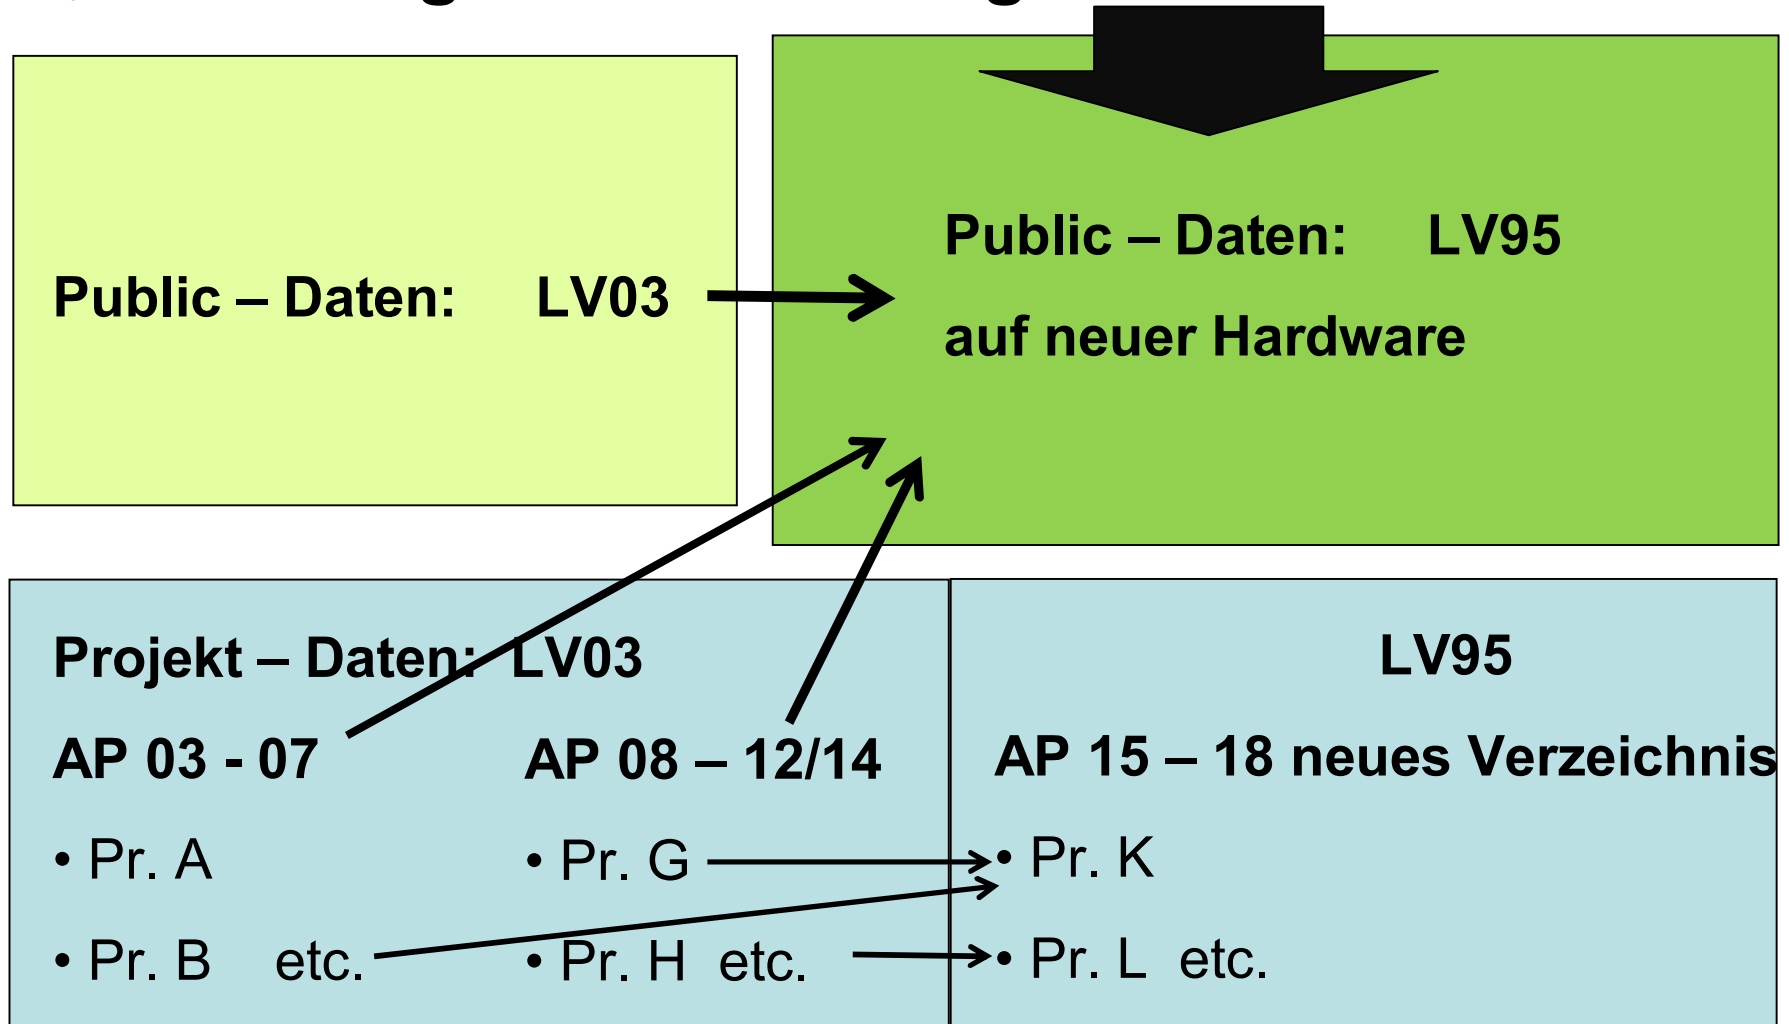 Public – Daten: LV03
Public – Daten: LV95
auf neuer Hardware
Projekt – Daten: LV03
LV95
AP 03 - 07
AP 08 – 12/14
AP 15 – 18 neues Verzeichnis
• Pr. A
• Pr. G
• Pr. K
• Pr. B etc.
• Pr. H etc.
• Pr. L etc.